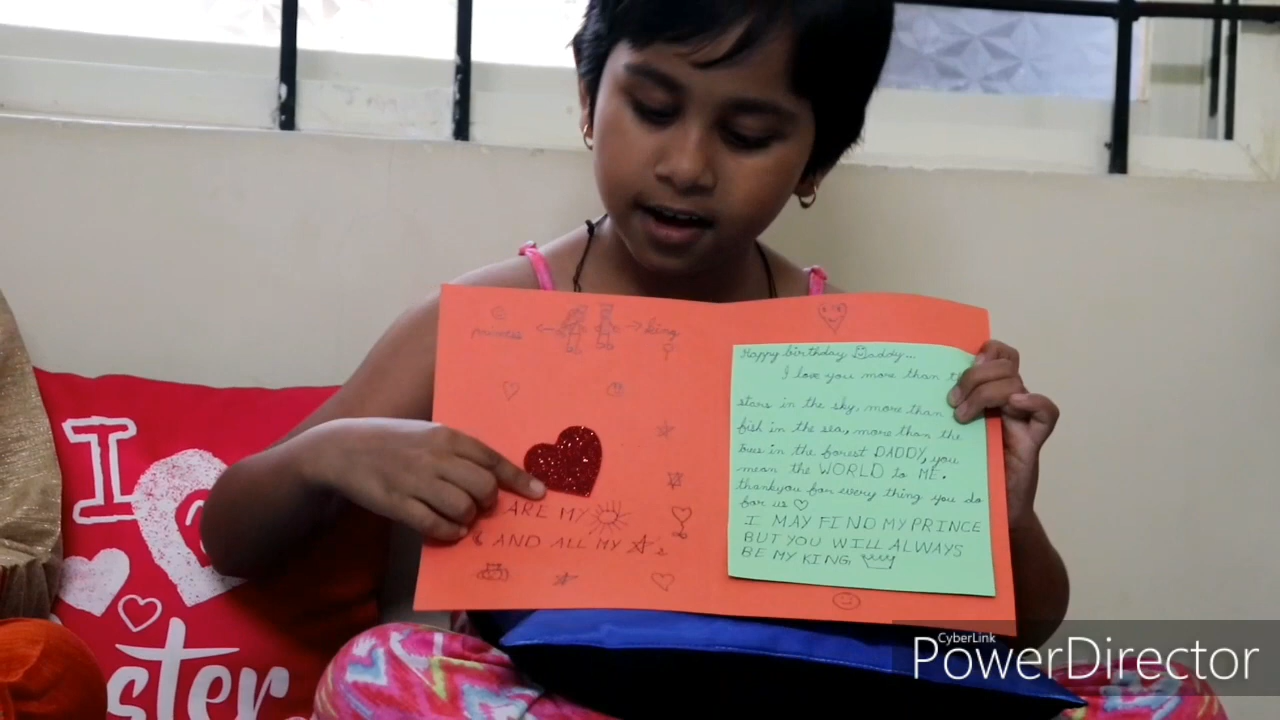 princess king
ARE MY
AND ALL MY
Happy birthday Daddy...
I love you more than
stars in the sky, more than
fish in the sea, more than the
trees in the forest DADDY, you
mean the WORLD to ME.
thankyou for every thing you do
for us
I MAY FIND MY PRINCE
BUT YOU WILL ALWAYS
BE MY KING.
I
ster
CyberLink
PowerDirector